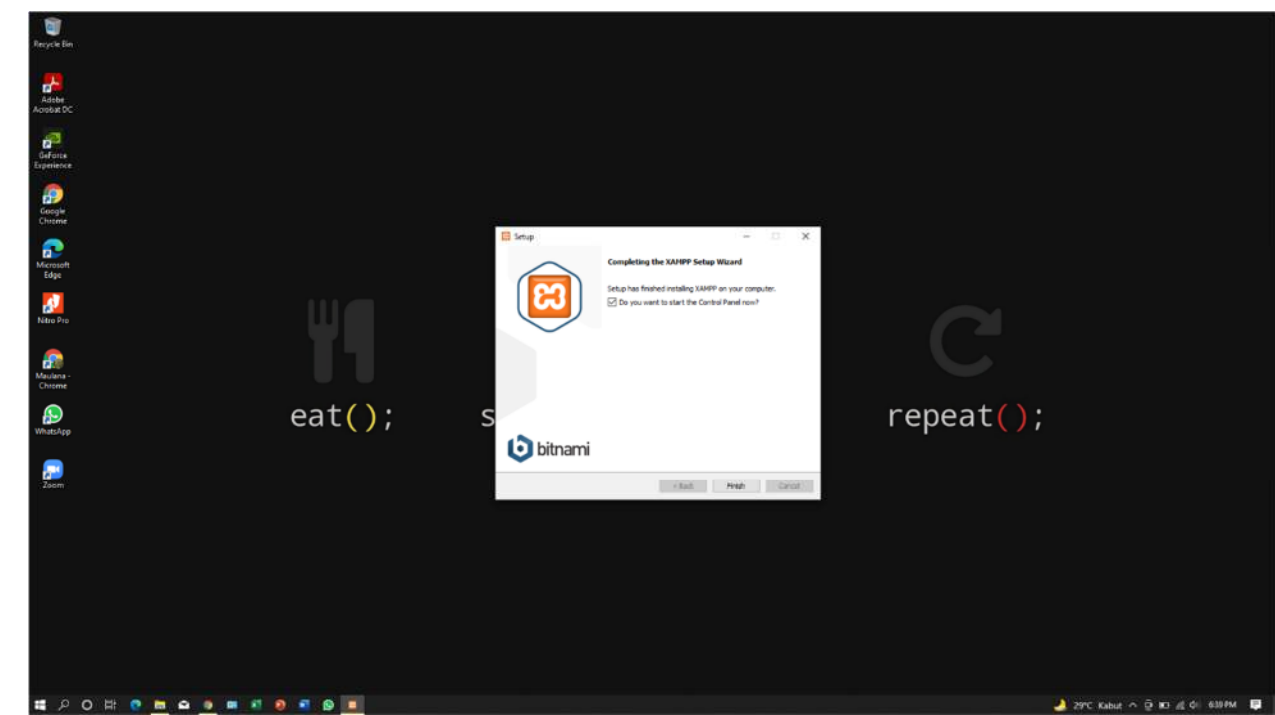 Recycle Bin
Adobe
Acrobat DC
GeForce
Experience
Google
Chrome
Microsoft
Edge
Nitro Pro
Maulana -
Chrome
WhatsApp
Zoom
eat();
s
repeat();
Setup
Completing the XAMPP Setup Wizard
Setup has finished installing XAMPP on your computer.
Do you want to start the Control Panel now?
bitnami
< Back
Finish
Cancel
29°C Kabut
6:39 PM